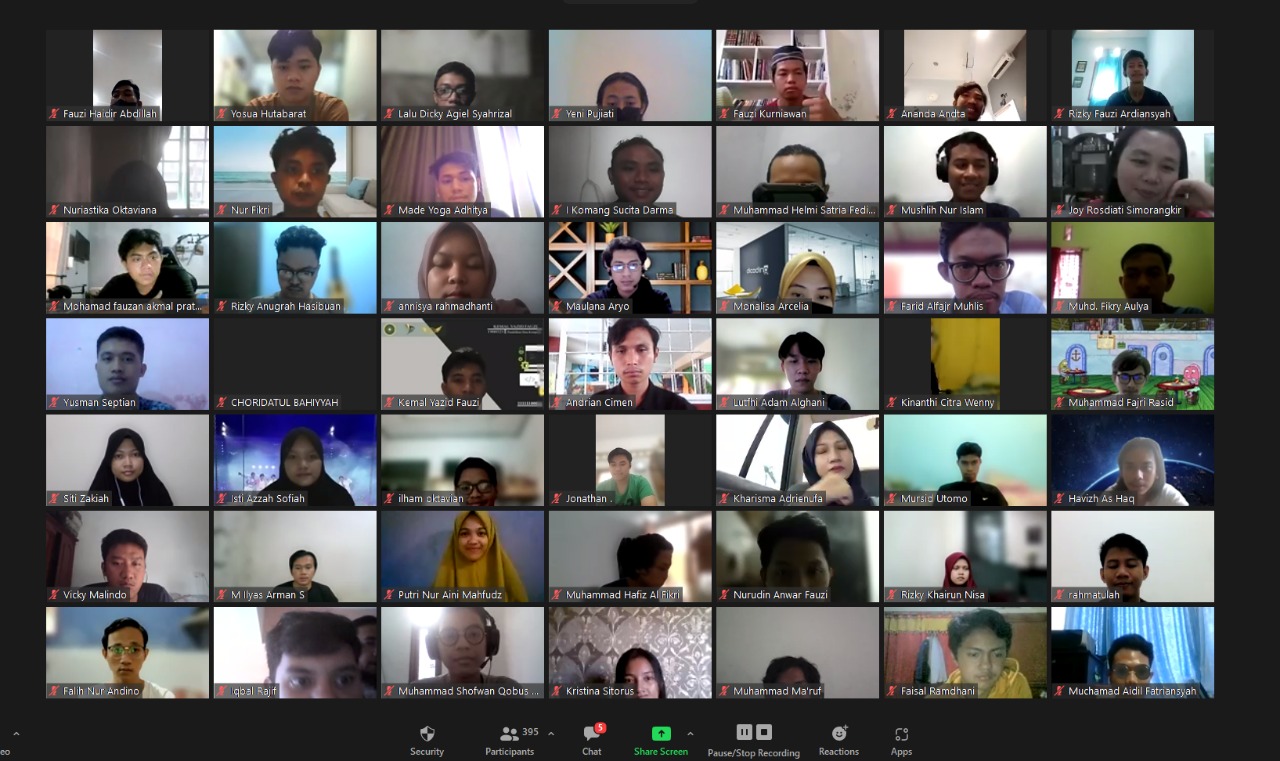 Fauzi Haidir Abdillah
Yosua Hutabarat
Lalu Dicky Agiel Syahrizal
Yeni Pujiati
Fauzi Kurniawan
Ananda Andta
Rizky Fauzi Ardiansyah
Nuriastika Oktaviana
Nur Fikri
Made Yoga Adhitya
I Komang Sucita Darma
Muhammad Helmi Satria Fedi...
Mushlih Nur Islam
Joy Rosdiati Simorangkir
Mohamad fauzan akmal prat...
Rizky Anugrah Hasibuan
annisya rahmadhanti
Maulana Aryo
dicoding
Monalisa Arcelia
Farid Alfajr Muhlis
Muhd. Fikry Aulya
Yusman Septian
CHORIDATUL BAHIYYAH
Kemal Yazid Fauzi
Andrian Cimen
Lutfhi Adam Alghani
Kinanthi Citra Wenny
Muhammad Fajri Rasid
Siti Zakiah
Isti Azzah Sofiah
ilham oktavian
Jonathan .
Kharisma Adrienufa
Mursid Utomo
Havizh As Haq
Vicky Malindo
M Ilyas Arman S
Putri Nur Aini Mahfudz
Muhammad Hafiz Al Fikri
Nurudin Anwar Fauzi
Rizky Khairun Nisa
rahmatulah
Falih Nur Andino
Iqbal Rajif
Muhammad Shofwan Qobus ...
Kristina Sitorus
Muhammad Ma'ruf
Faisal Ramdhani
Muchamad Aidil Fatriansyah
395
5
eo
Security
Participants
Chat
Share Screen
Pause/Stop Recording
Reactions
Apps